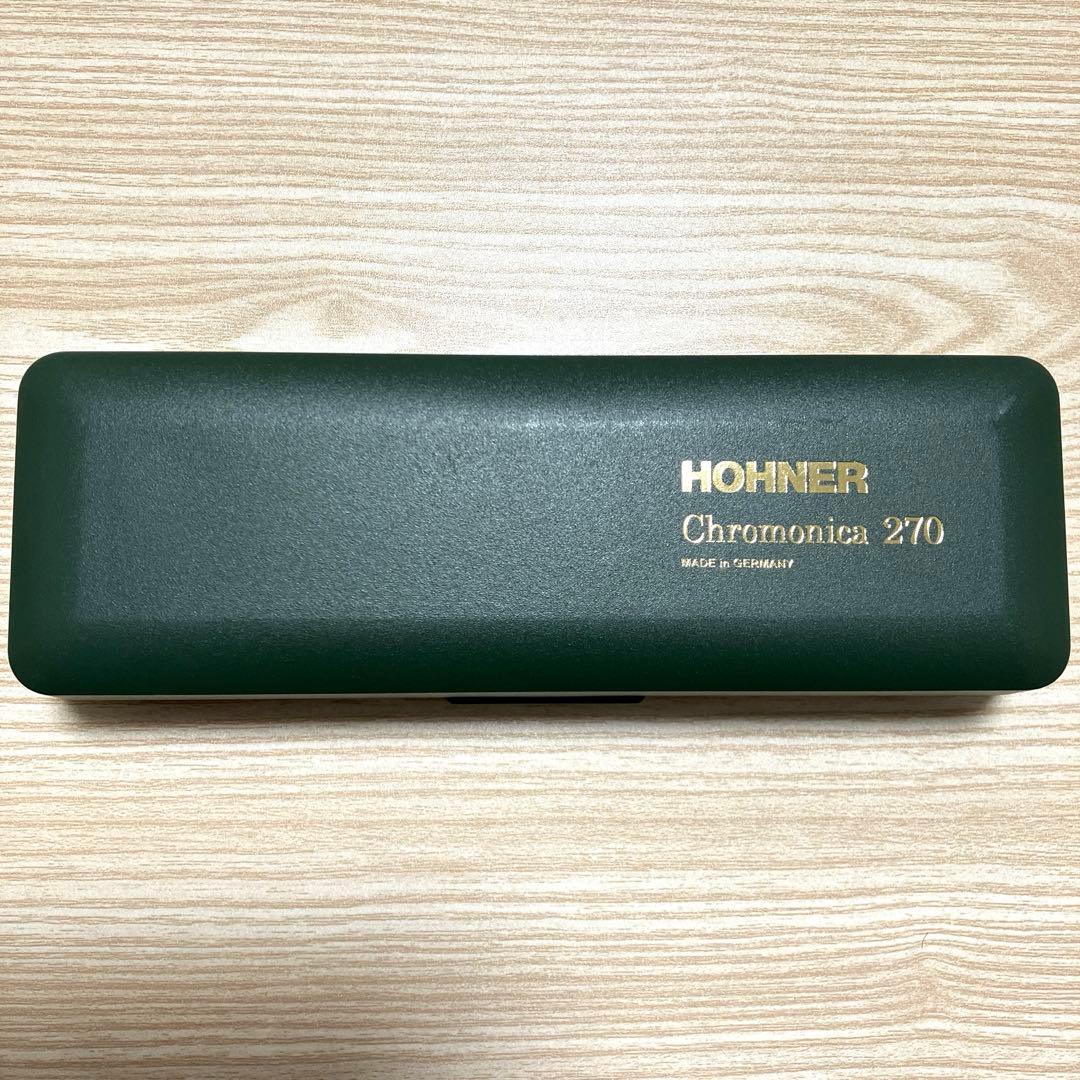 HOHNER
Chromonica 270
MADE in GERMANY